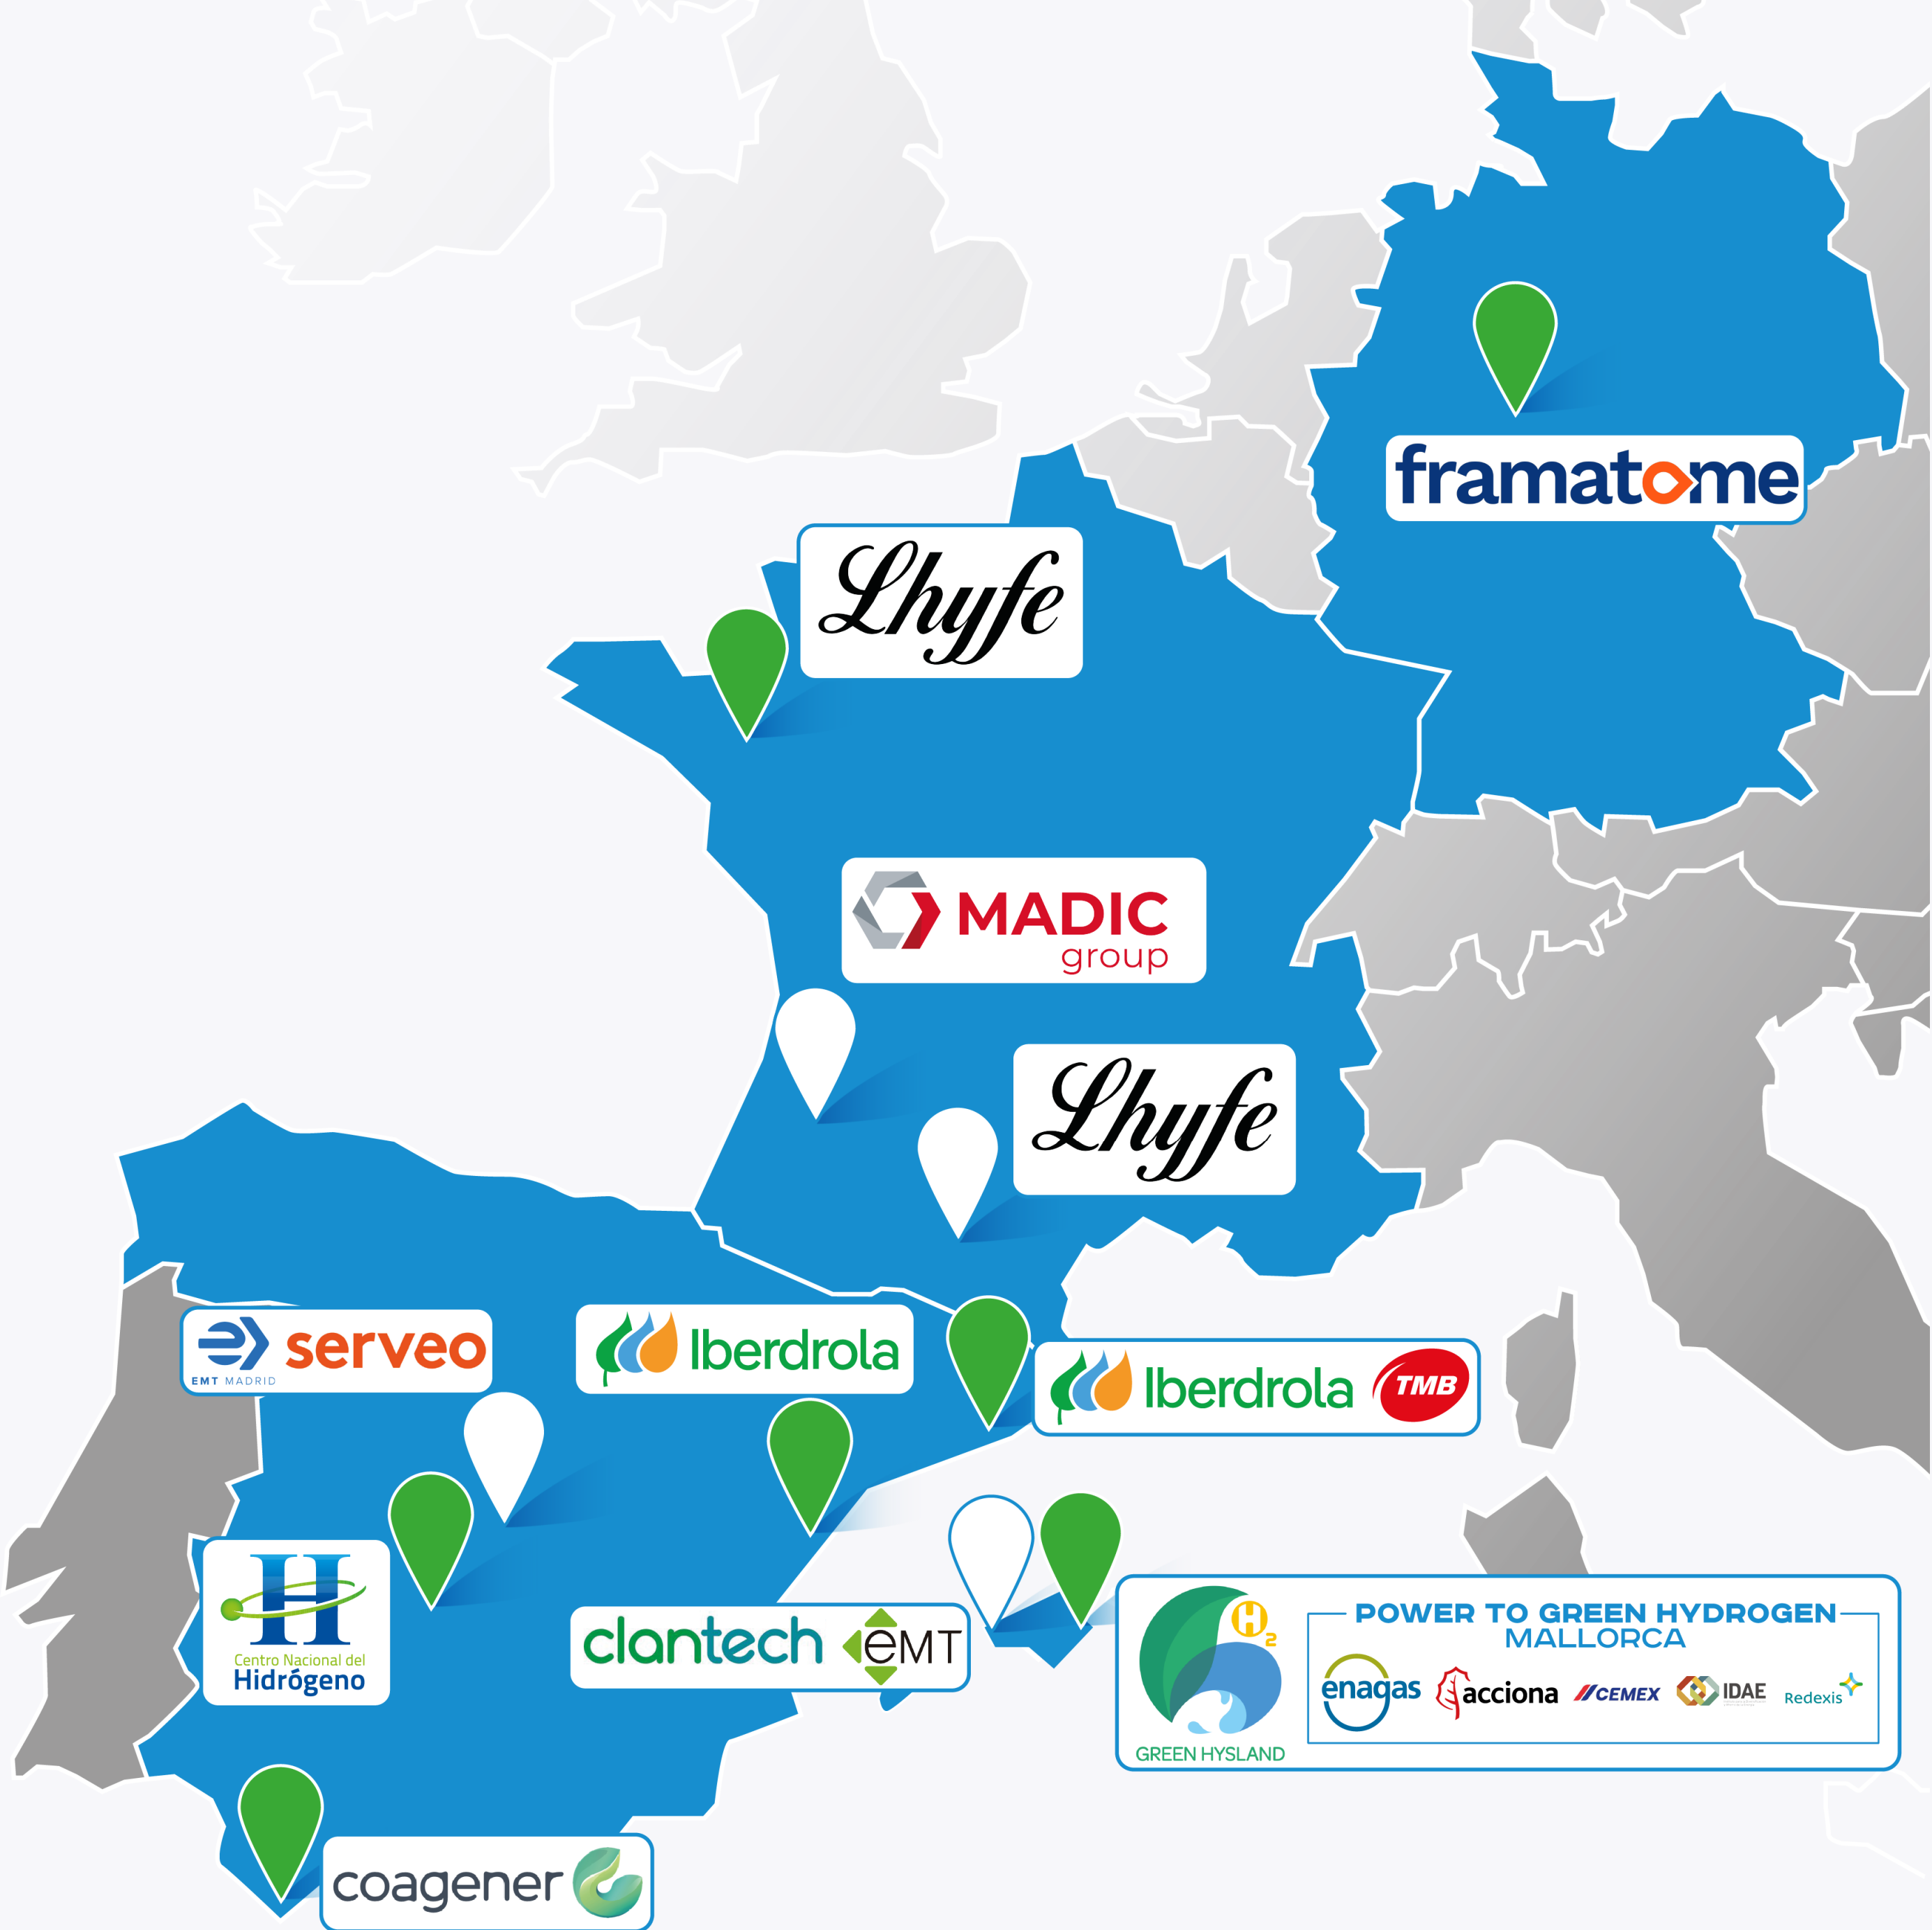 framatome
Lhyfe
MADIC
group
Lhyfe
EMT MADRID
serveo
Iberdrola
Iberdrola
TMB
H
Centro Nacional del
Hidrógeno
clantech
eMT
H2
GREEN HYSLAND
POWER TO GREEN HYDROGEN
MALLORCA
enagas
acciona
CEMEX
IDAE
Redexis
coagener